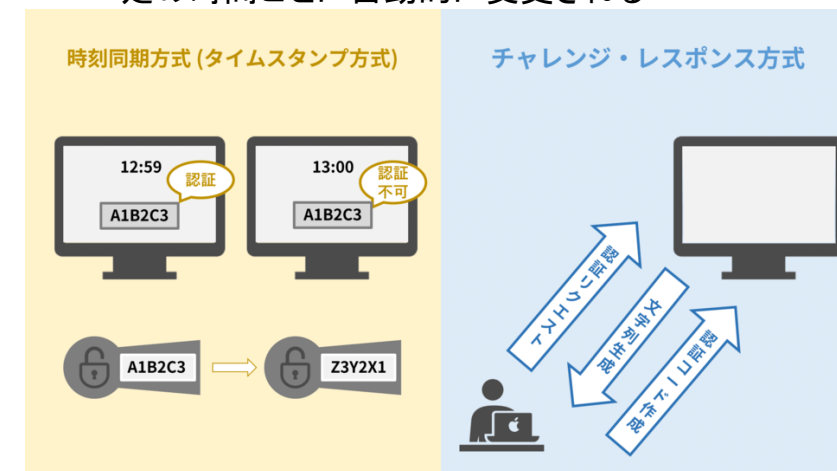 時刻同期方式 (タイムスタンプ方式)
12:59
認証
A1B2C3
13:00
認証
不可
A1B2C3
A1B2C3
Z3Y2X1
チャレンジ・レスポンス方式
認証リクエスト
文字列生成
認証コード作成